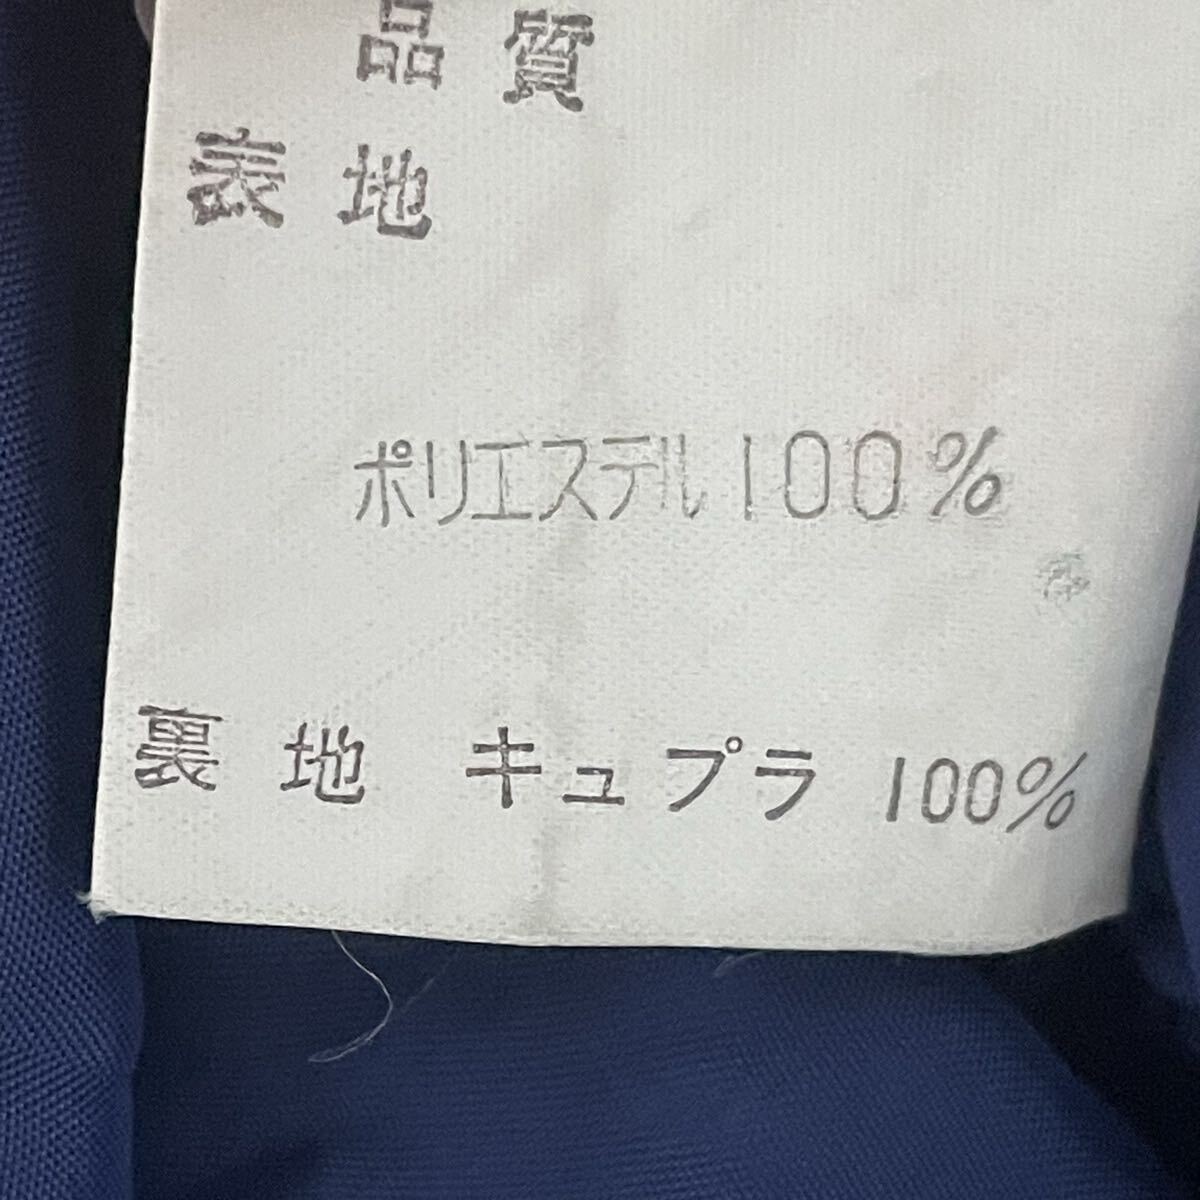 品質
表地
ポリエステル100%
裏地 キュプラ 100%